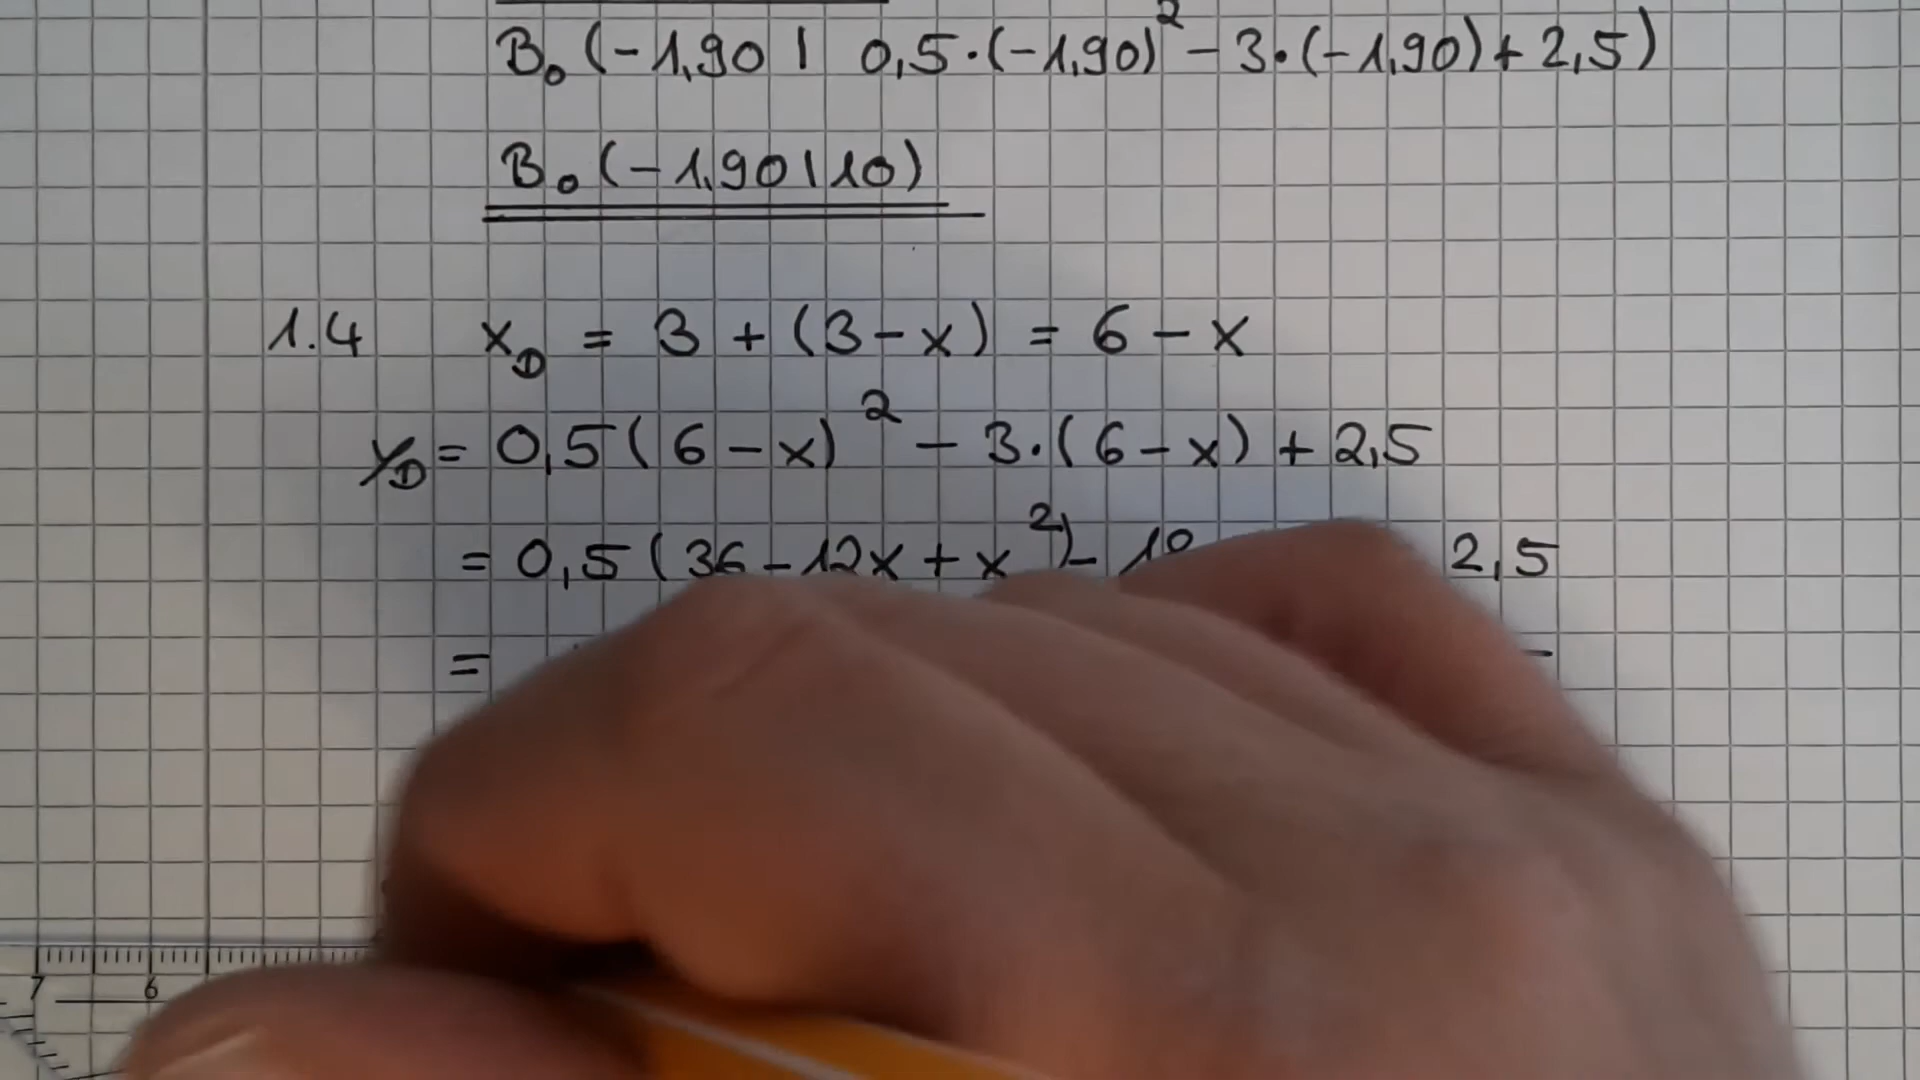 B₀(-1,90 | 0,5·(-1,90)²-3·(-1,90)+2,5)
B₀(-1,90|10)
1.4 x_D = 3 + (3-x) = 6-x
y_D = 0,5(6-x)² - 3·(6-x) + 2,5
= 0,5(36-12x+x²)- 2,5
=
7 6